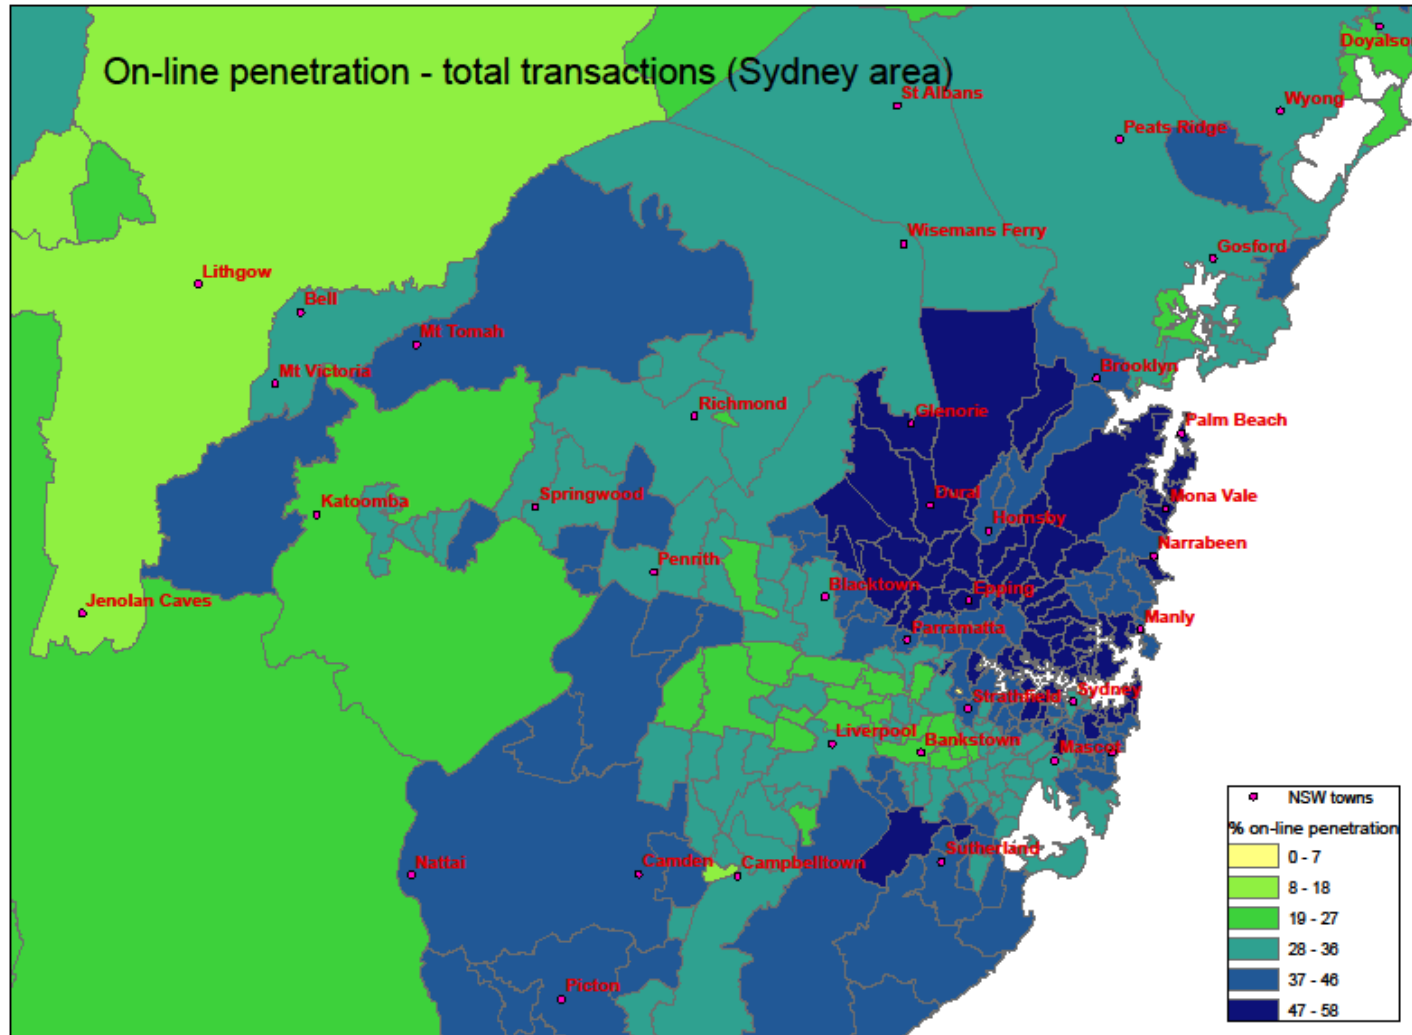 On-line penetration - total transactions (Sydney area)
Doyalson
St Albans
Wyong
Peats Ridge
Wisemans Ferry
Gosford
Lithgow
Bell
Mt Tomah
Mt Victoria
Brooklyn
Richmond
Glenorie
Palm Beach
Katoomba
Springwood
Dural
Mona Vale
Hornsby
Narrabeen
Penrith
Blacktown
Epping
Jenolan Caves
Parramatta
Manly
Strathfield
Sydney
Liverpool
Bankstown
Mascot
Nattai
Camden
Campbelltown
Sutherland
Picton
NSW towns
% on-line penetration
0 - 7
8 - 18
19 - 27
28 - 36
37 - 46
47 - 58